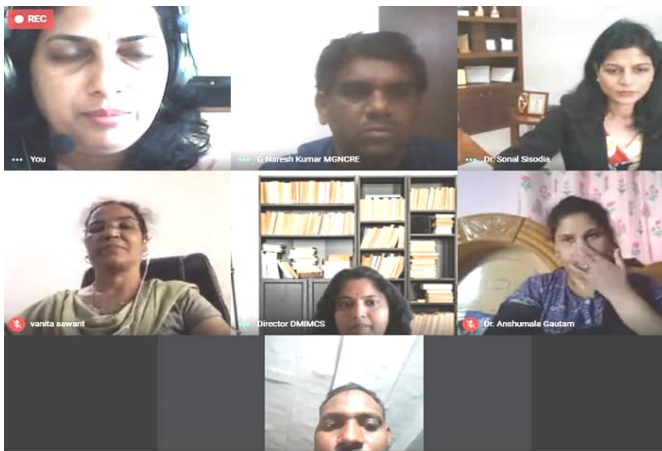 REC
You
G Naresh Kumar MGNCRE
Dr. Sonal Sisodia
vanita sawant
Director DMIMCS
Dr. Anshumala Gautam